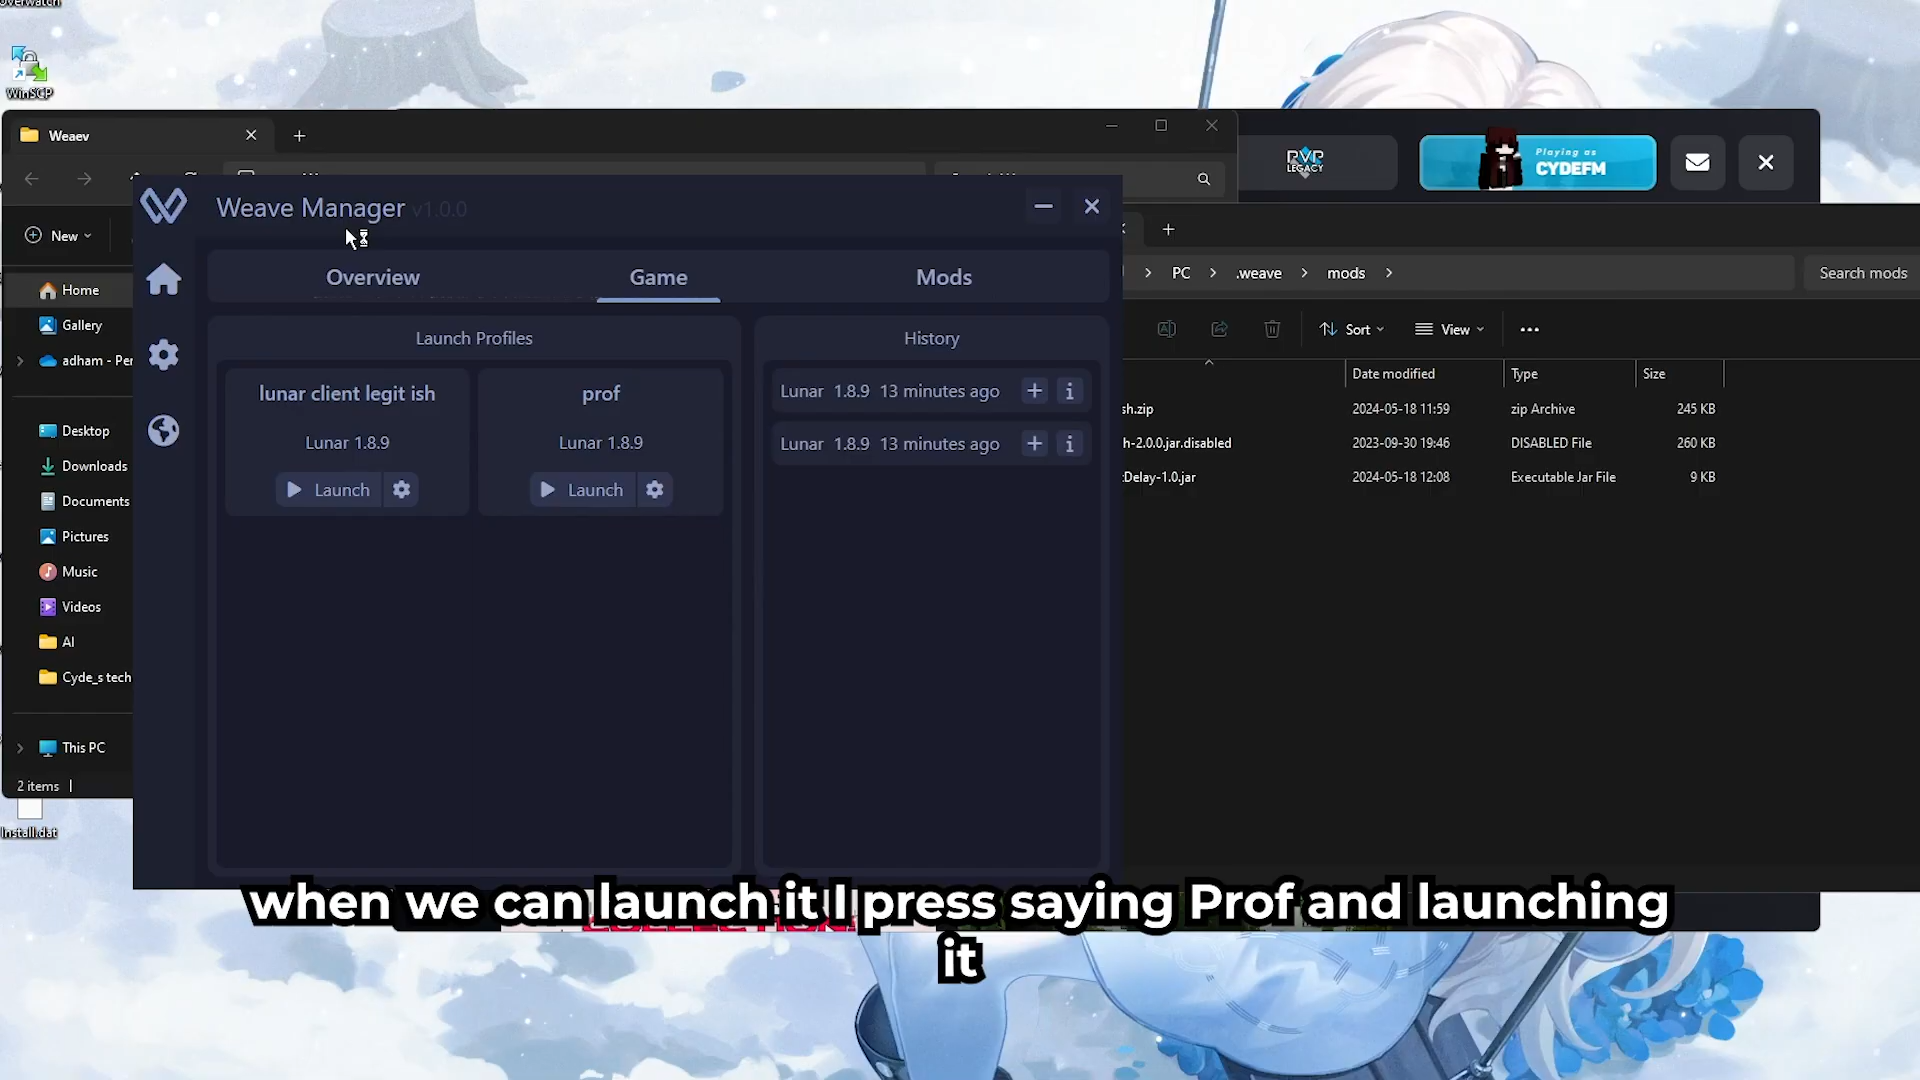 WinSCP
Weaev
PVP
LEGACY
Playing as
CYDEFM
New
Weave Manager v1.0.0
Home
Gallery
adham - Per
Desktop
Downloads
Documents
Pictures
Music
Videos
AI
Cyde_s tech
This PC
2 items
Install.dat
Overview
Game
Mods
Launch Profiles
lunar client legit ish
Lunar 1.8.9
Launch
prof
Lunar 1.8.9
Launch
History
Lunar 1.8.9 13 minutes ago
Lunar 1.8.9 13 minutes ago
PC
.weave
mods
Search mods
Sort
View
Date modified
Type
Size
sh.zip 2024-05-18 11:59 zip Archive 245 KB
h-2.0.0.jar.disabled 2023-09-30 19:46 DISABLED File 260 KB
tDelay-1.0.jar 2024-05-18 12:08 Executable Jar File 9 KB
when we can launch it I press saying Prof and launching
it